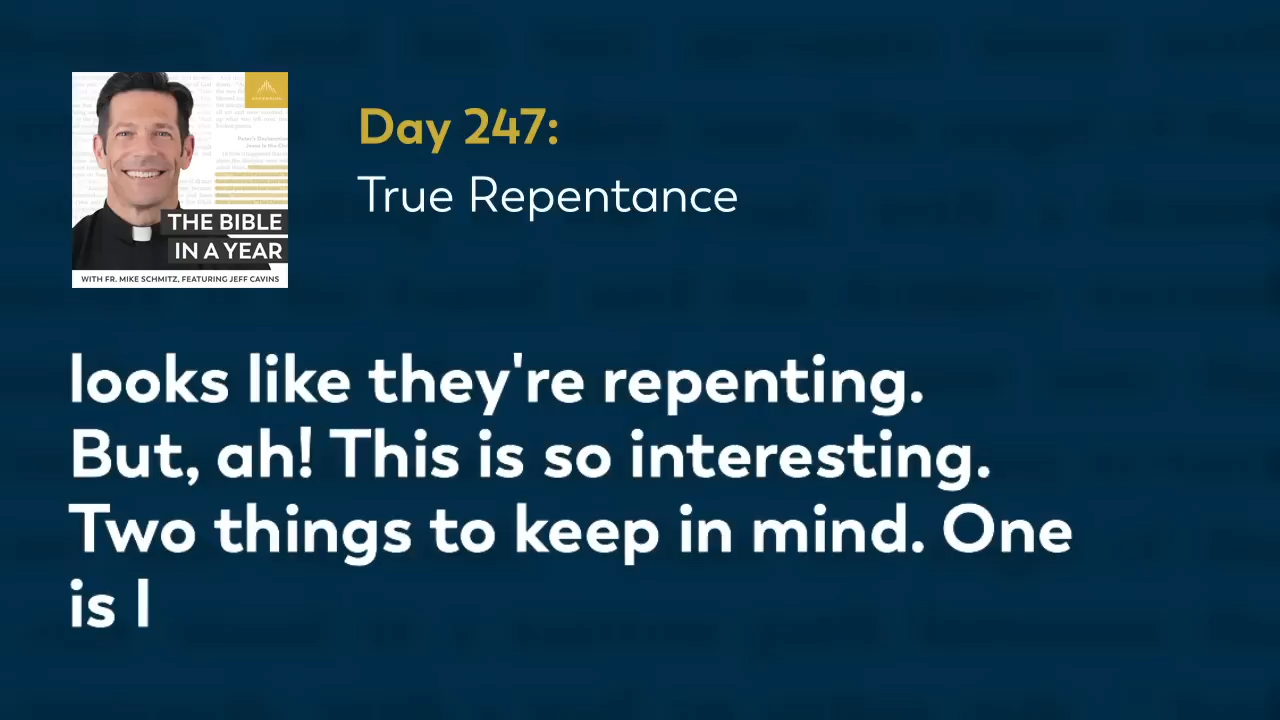 Day 247:
True Repentance
THE BIBLE
IN A YEAR
WITH FR. MIKE SCHMITZ, FEATURING JEFF CAVINS
looks like they're repenting.
But, ah! This is so interesting.
Two things to keep in mind. One
is I